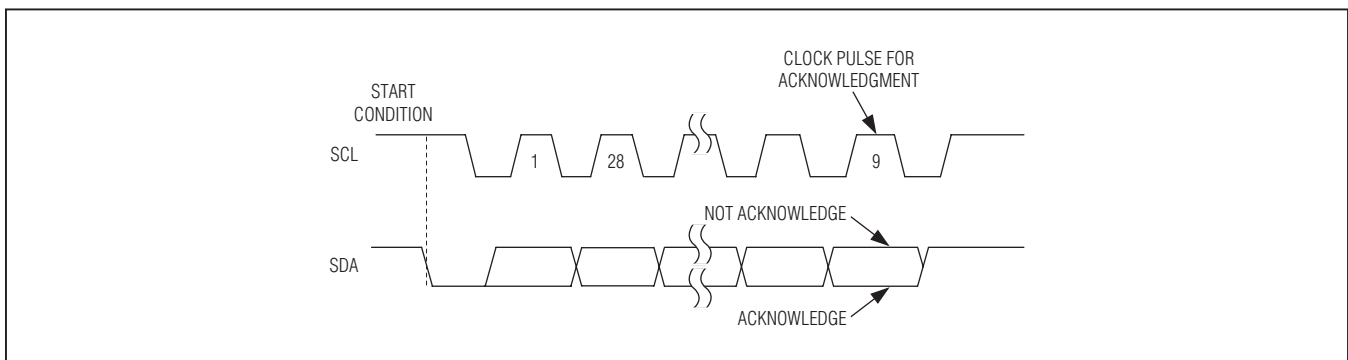 START
CONDITION
CLOCK PULSE FOR
ACKNOWLEDGMENT
SCL
1
28
9
NOT ACKNOWLEDGE
SDA
ACKNOWLEDGE